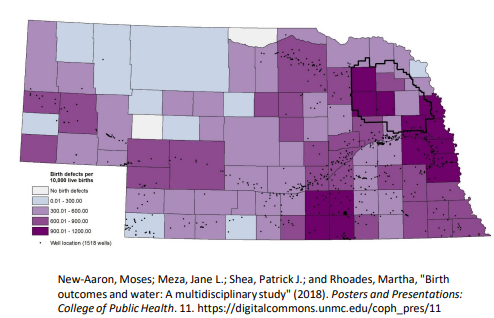 Birth defects per
10,000 live births
No birth defects
0.01 - 300.00
300.01 - 600.00
600.01 - 900.00
900.01 - 1200.00
Well location (1518 wells)
New-Aaron, Moses; Meza, Jane L.; Shea, Patrick J.; and Rhoades, Martha, "Birth
outcomes and water: A multidisciplinary study" (2018). Posters and Presentations:
College of Public Health. 11. https://digitalcommons.unmc.edu/coph_pres/11